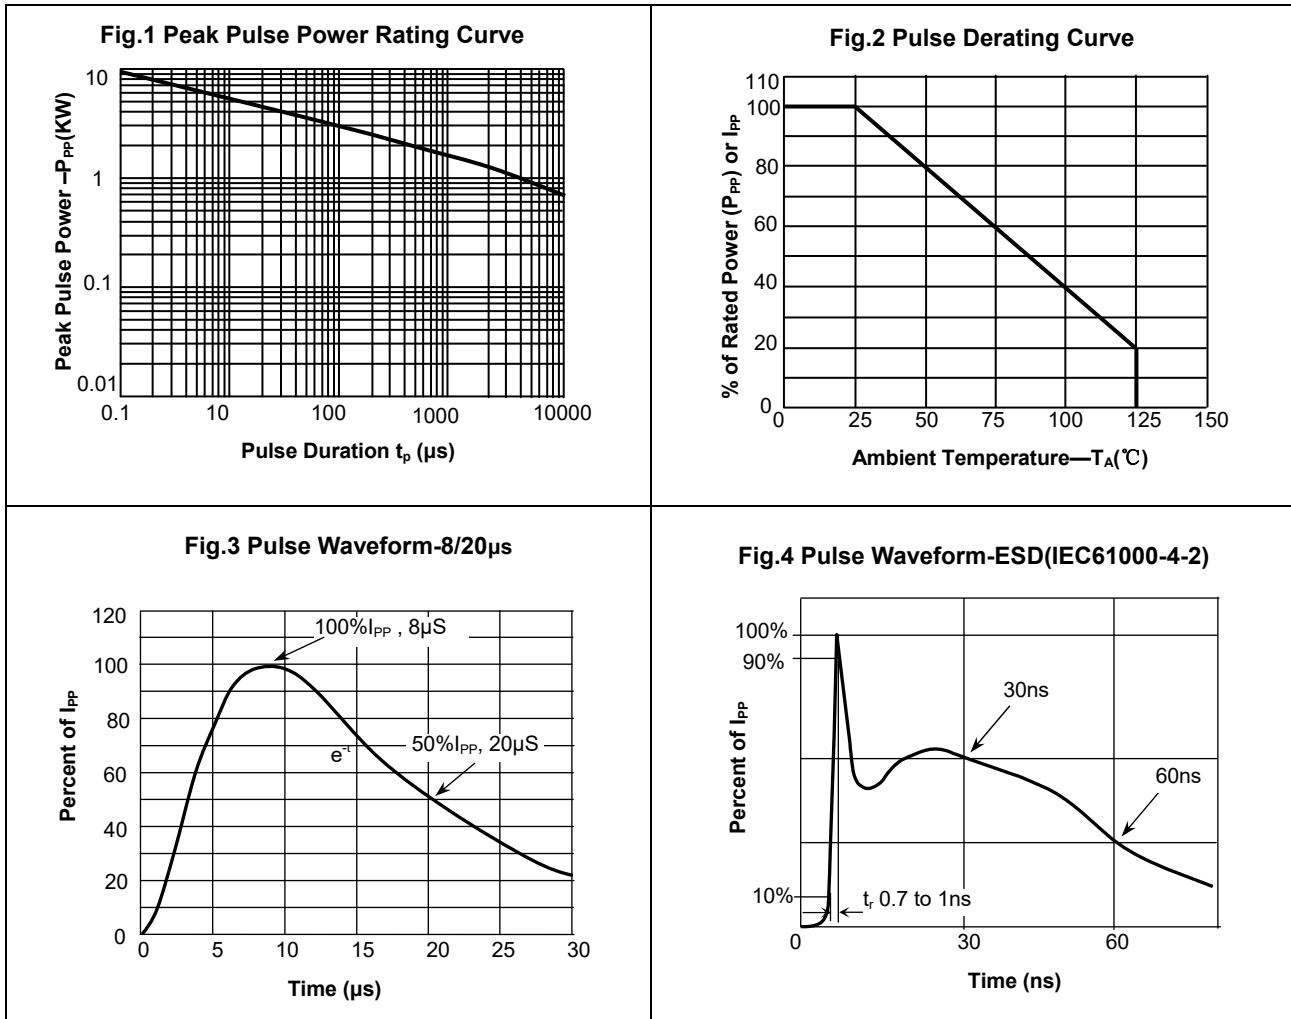 Fig.1 Peak Pulse Power Rating Curve
Peak Pulse Power –PPP(KW)
10
1
0.1
0.01
0.1 10 100 1000 10000
Pulse Duration tp (µs)
Fig.2 Pulse Derating Curve
% of Rated Power (PPP) or IPP
110
100
80
60
40
20
0
0 25 50 75 100 125 150
Ambient Temperature—TA(℃)
Fig.3 Pulse Waveform-8/20µs
Percent of IPP
120
100
80
60
40
20
0
100%IPP , 8µS
e-t
50%IPP, 20µS
0 5 10 15 20 25 30
Time (µs)
Fig.4 Pulse Waveform-ESD(IEC61000-4-2)
Percent of IPP
100%
90%
10%
30ns
60ns
tr 0.7 to 1ns
0 30 60
Time (ns)